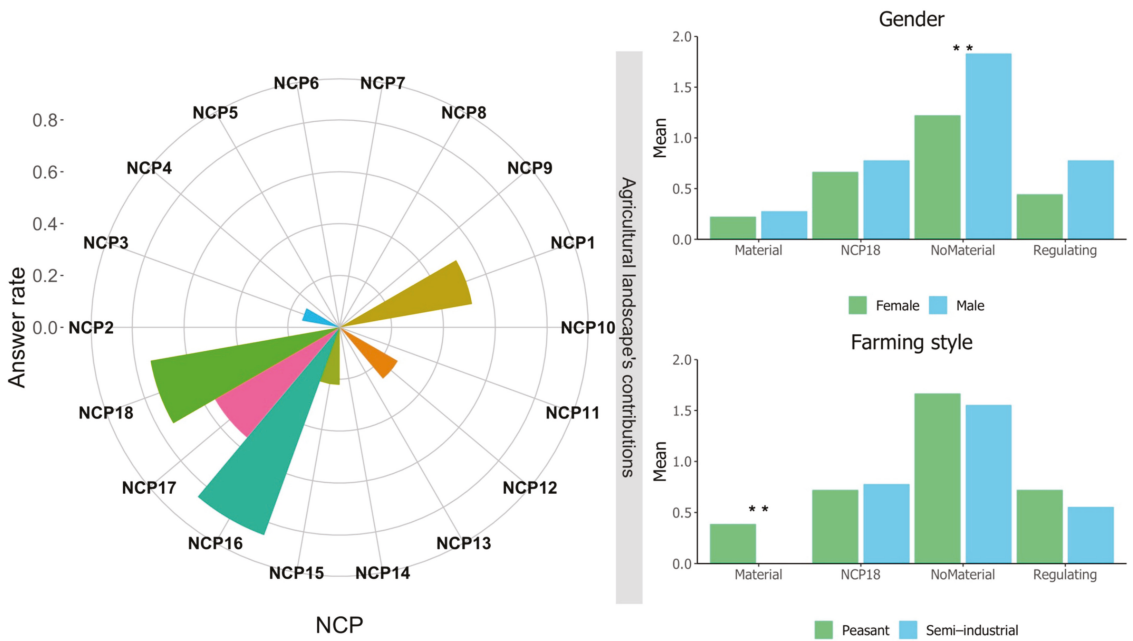 NCP6
NCP7
NCP5
NCP8
NCP4
NCP9
NCP3
NCP1
NCP2
NCP10
NCP18
NCP11
NCP17
NCP12
NCP16
NCP13
NCP15
NCP14
0.8
0.6
0.4
0.2
0.0
Answer rate
NCP
Agricultural landscape's contributions
Gender
2.0
1.5
1.0
0.5
0.0
Mean
* *
Material
NCP18
NoMaterial
Regulating
Female
Male
Farming style
2.0
1.5
1.0
0.5
0.0
Mean
* *
Material
NCP18
NoMaterial
Regulating
Peasant
Semi–industrial